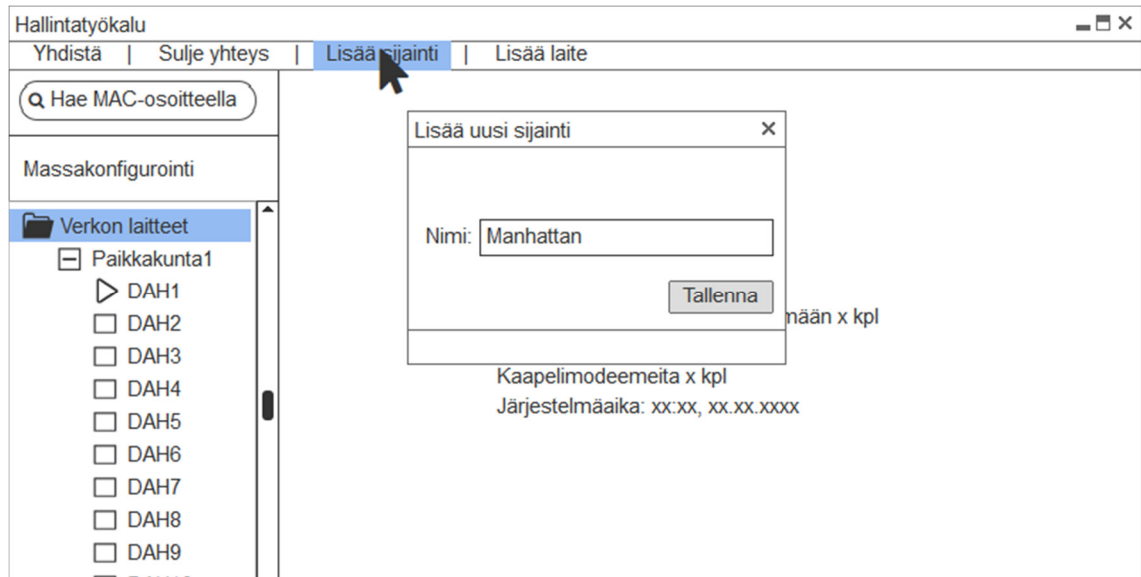 Hallintatyökalu
Yhdistä | Sulje yhteys | Lisää sijainti | Lisää laite
Hae MAC-osoitteella
Massakonfigurointi
Verkon laitteet
Paikkakunta1
DAH1
DAH2
DAH3
DAH4
DAH5
DAH6
DAH7
DAH8
DAH9
Lisää uusi sijainti
Nimi: Manhattan
Tallenna
x kpl
Kaapelimodeemeita x kpl
Järjestelmäaika: xx:xx, xx.xx.xxxx